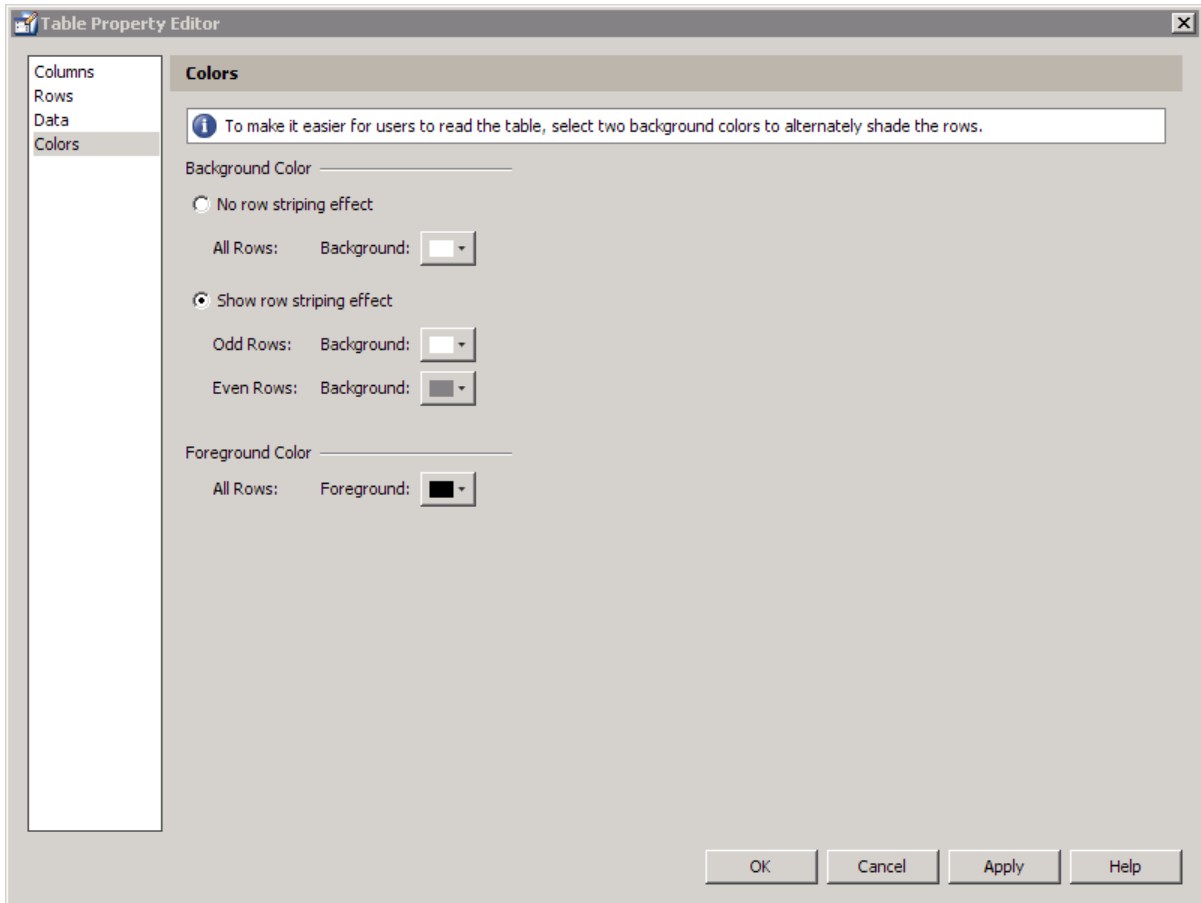 Table Property Editor
Columns
Rows
Data
Colors
Colors
To make it easier for users to read the table, select two background colors to alternately shade the rows.
Background Color
No row striping effect
All Rows: Background:
Show row striping effect
Odd Rows: Background:
Even Rows: Background:
Foreground Color
All Rows: Foreground:
OK Cancel Apply Help